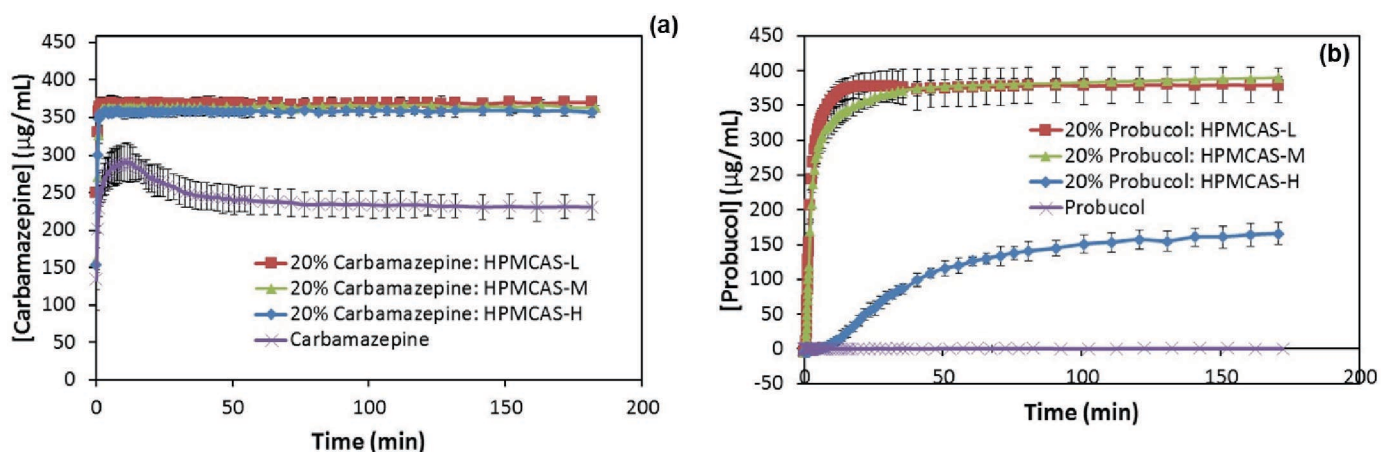 (a)
[Carbamazepine] (µg/mL)
450
400
350
300
250
200
150
100
50
0
20% Carbamazepine: HPMCAS-L
20% Carbamazepine: HPMCAS-M
20% Carbamazepine: HPMCAS-H
Carbamazepine
0
50
100
150
200
Time (min)
(b)
[Probucol] (µg/mL)
450
400
350
300
250
200
150
100
50
0
-50
20% Probucol: HPMCAS-L
20% Probucol: HPMCAS-M
20% Probucol: HPMCAS-H
Probucol
0
50
100
150
200
Time (min)